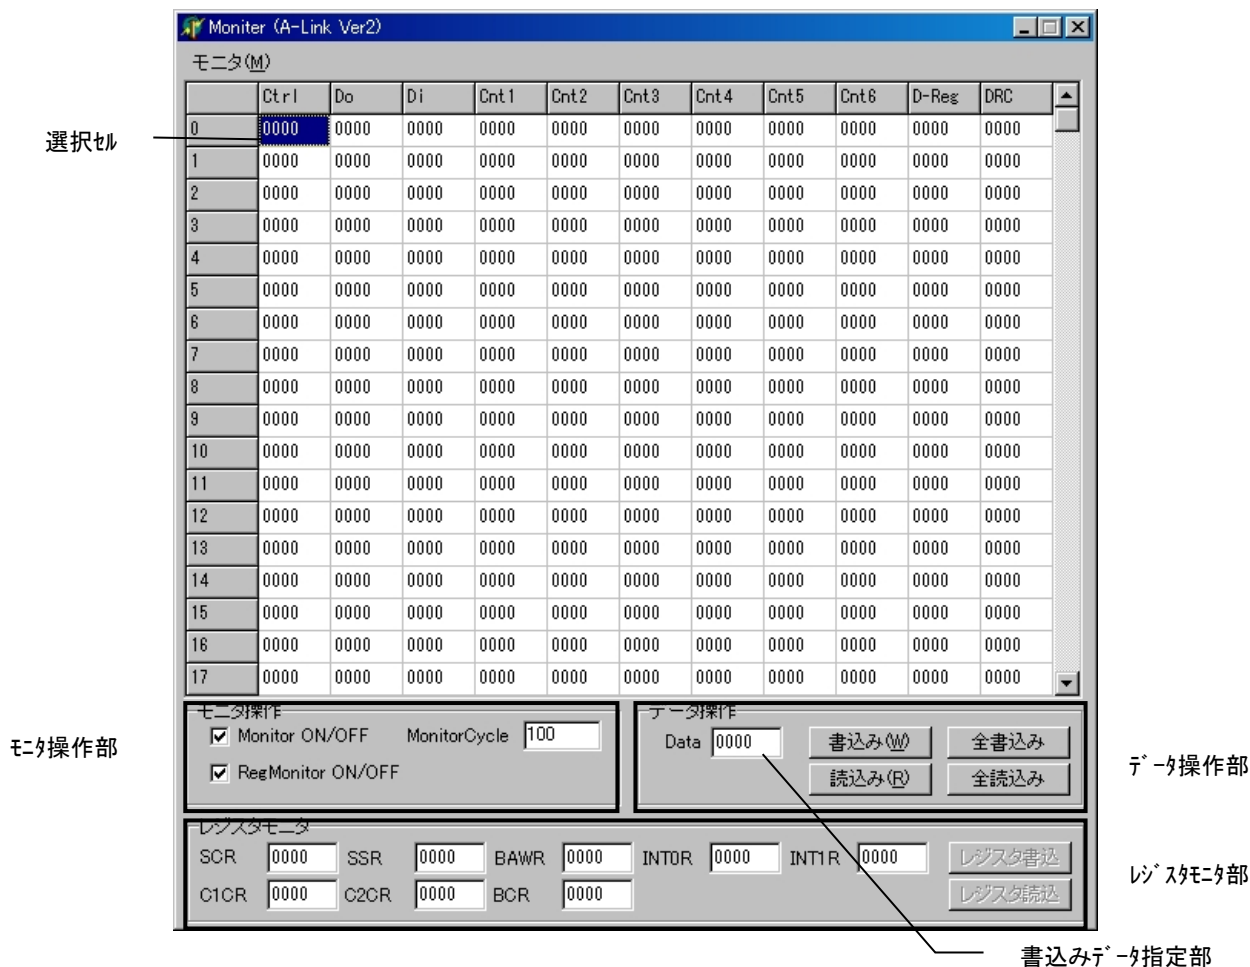 Moniter (A-Link Ver2)
モニタ(M)
Ctrl Do Di Cnt1 Cnt2 Cnt3 Cnt4 Cnt5 Cnt6 D-Reg DRC
選択ｾﾙ
0 0000 0000 0000 0000 0000 0000 0000 0000 0000 0000 0000
1 0000 0000 0000 0000 0000 0000 0000 0000 0000 0000 0000
2 0000 0000 0000 0000 0000 0000 0000 0000 0000 0000 0000
3 0000 0000 0000 0000 0000 0000 0000 0000 0000 0000 0000
4 0000 0000 0000 0000 0000 0000 0000 0000 0000 0000 0000
5 0000 0000 0000 0000 0000 0000 0000 0000 0000 0000 0000
6 0000 0000 0000 0000 0000 0000 0000 0000 0000 0000 0000
7 0000 0000 0000 0000 0000 0000 0000 0000 0000 0000 0000
8 0000 0000 0000 0000 0000 0000 0000 0000 0000 0000 0000
9 0000 0000 0000 0000 0000 0000 0000 0000 0000 0000 0000
10 0000 0000 0000 0000 0000 0000 0000 0000 0000 0000 0000
11 0000 0000 0000 0000 0000 0000 0000 0000 0000 0000 0000
12 0000 0000 0000 0000 0000 0000 0000 0000 0000 0000 0000
13 0000 0000 0000 0000 0000 0000 0000 0000 0000 0000 0000
14 0000 0000 0000 0000 0000 0000 0000 0000 0000 0000 0000
15 0000 0000 0000 0000 0000 0000 0000 0000 0000 0000 0000
16 0000 0000 0000 0000 0000 0000 0000 0000 0000 0000 0000
17 0000 0000 0000 0000 0000 0000 0000 0000 0000 0000 0000
ﾓﾆﾀ操作部
モニタ操作
Monitor ON/OFF MonitorCycle 100
RegMonitor ON/OFF
データ操作
Data 0000 書込み(W) 全書込み
読込み(R) 全読込み
ﾃﾞｰﾀ操作部
レジスタモニタ
SCR 0000 SSR 0000 BAWR 0000 INT0R 0000 INT1R 0000 レジスタ書込
C1CR 0000 C2CR 0000 BCR 0000 レジスタ読込
ﾚｼﾞｽﾀﾓﾆﾀ部
書込みﾃﾞｰﾀ指定部